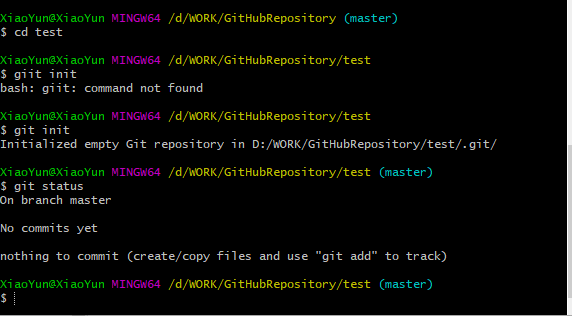 XiaoYun@XiaoYun MINGW64 /d/WORK/GitHubRepository (master)
$ cd test
XiaoYun@XiaoYun MINGW64 /d/WORK/GitHubRepository/test
$ giit init
bash: giit: command not found
XiaoYun@XiaoYun MINGW64 /d/WORK/GitHubRepository/test
$ git init
Initialized empty Git repository in D:/WORK/GitHubRepository/test/.git/
XiaoYun@XiaoYun MINGW64 /d/WORK/GitHubRepository/test (master)
$ git status
On branch master
No commits yet
nothing to commit (create/copy files and use "git add" to track)
XiaoYun@XiaoYun MINGW64 /d/WORK/GitHubRepository/test (master)
$